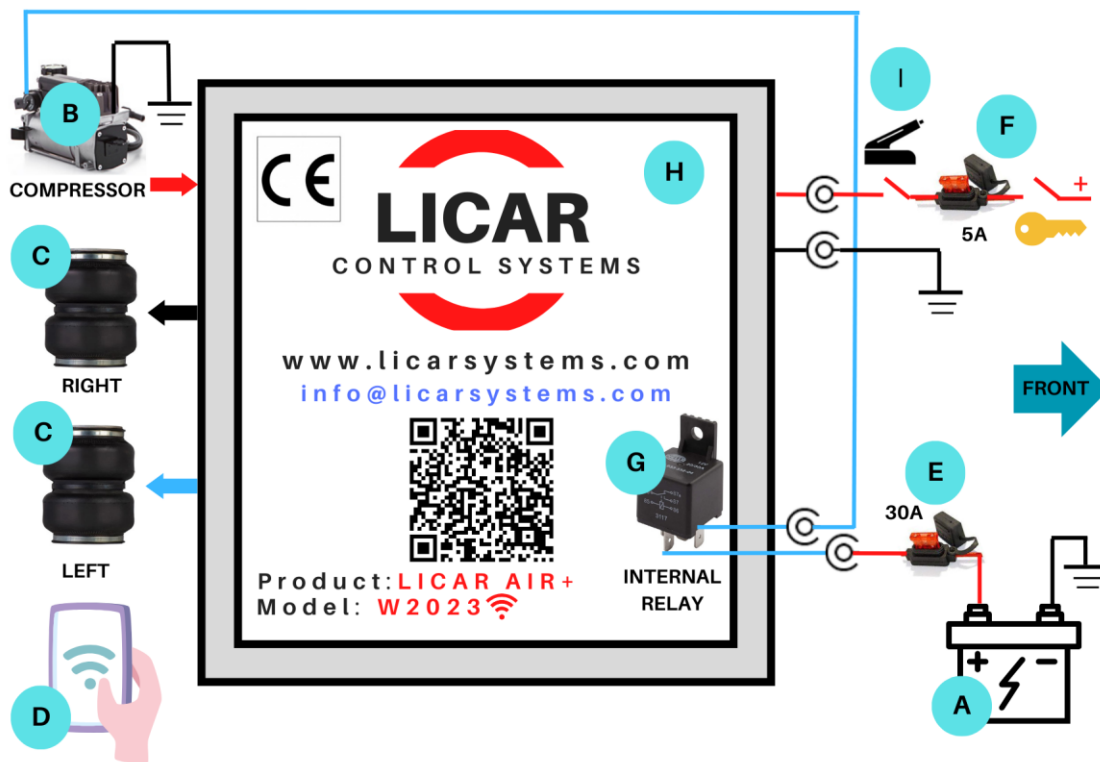 B
COMPRESSOR
CE
LICAR
CONTROL SYSTEMS
H
I
F
5A
+
C
RIGHT
www.licarsystems.com
info@licarsystems.com
FRONT
C
LEFT
G
INTERNAL
RELAY
E
30A
Product:LICAR AIR+
Model: W2023
D
+ -
A